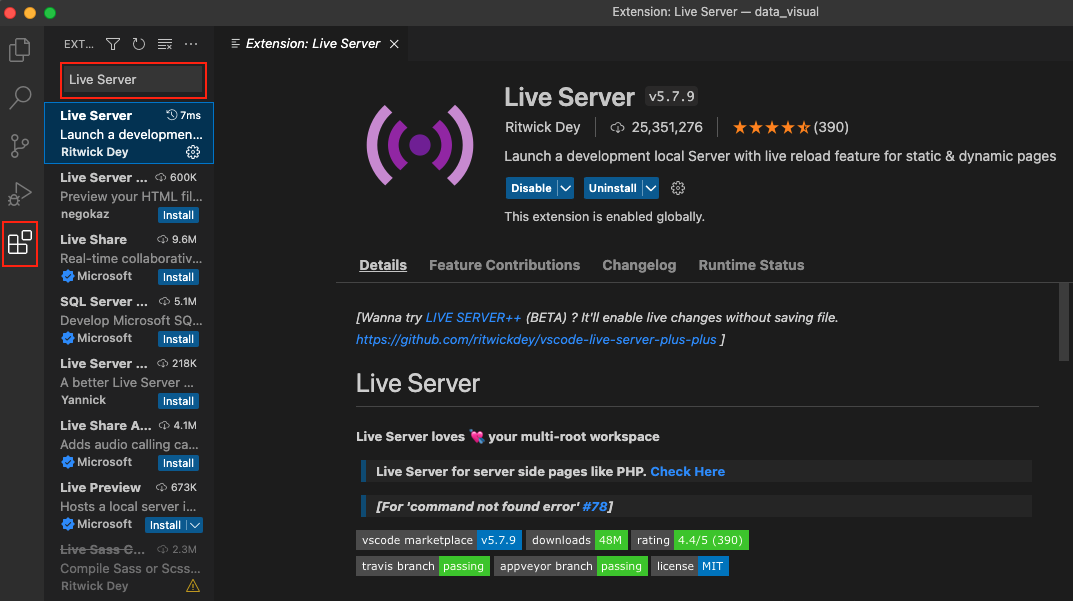 Extension: Live Server — data_visual
EXT...
Extension: Live Server
Live Server
Live Server 7ms
Launch a developmen...
Ritwick Dey
Live Server ... 600K
Preview your HTML fil...
negokaz Install
Live Share 9.6M
Real-time collaborativ...
Microsoft Install
SQL Server ... 5.1M
Develop Microsoft SQ...
Microsoft Install
Live Server ... 218K
A better Live Server ...
Yannick Install
Live Share A... 4.1M
Adds audio calling ca...
Microsoft Install
Live Preview 673K
Hosts a local server i...
Microsoft Install
Live Sass C... 2.3M
Compile Sass or Scss...
Ritwick Dey
Live Server v5.7.9
Ritwick Dey 25,351,276 (390)
Launch a development local Server with live reload feature for static & dynamic pages
Disable Uninstall
This extension is enabled globally.
Details Feature Contributions Changelog Runtime Status
[Wanna try LIVE SERVER++ (BETA) ? It'll enable live changes without saving file.
https://github.com/ritwickdey/vscode-live-server-plus-plus ]
Live Server
Live Server loves 💘 your multi-root workspace
Live Server for server side pages like PHP. Check Here
[For 'command not found error' #78]
vscode marketplace v5.7.9 downloads 48M rating 4.4/5 (390)
travis branch passing appveyor branch passing license MIT